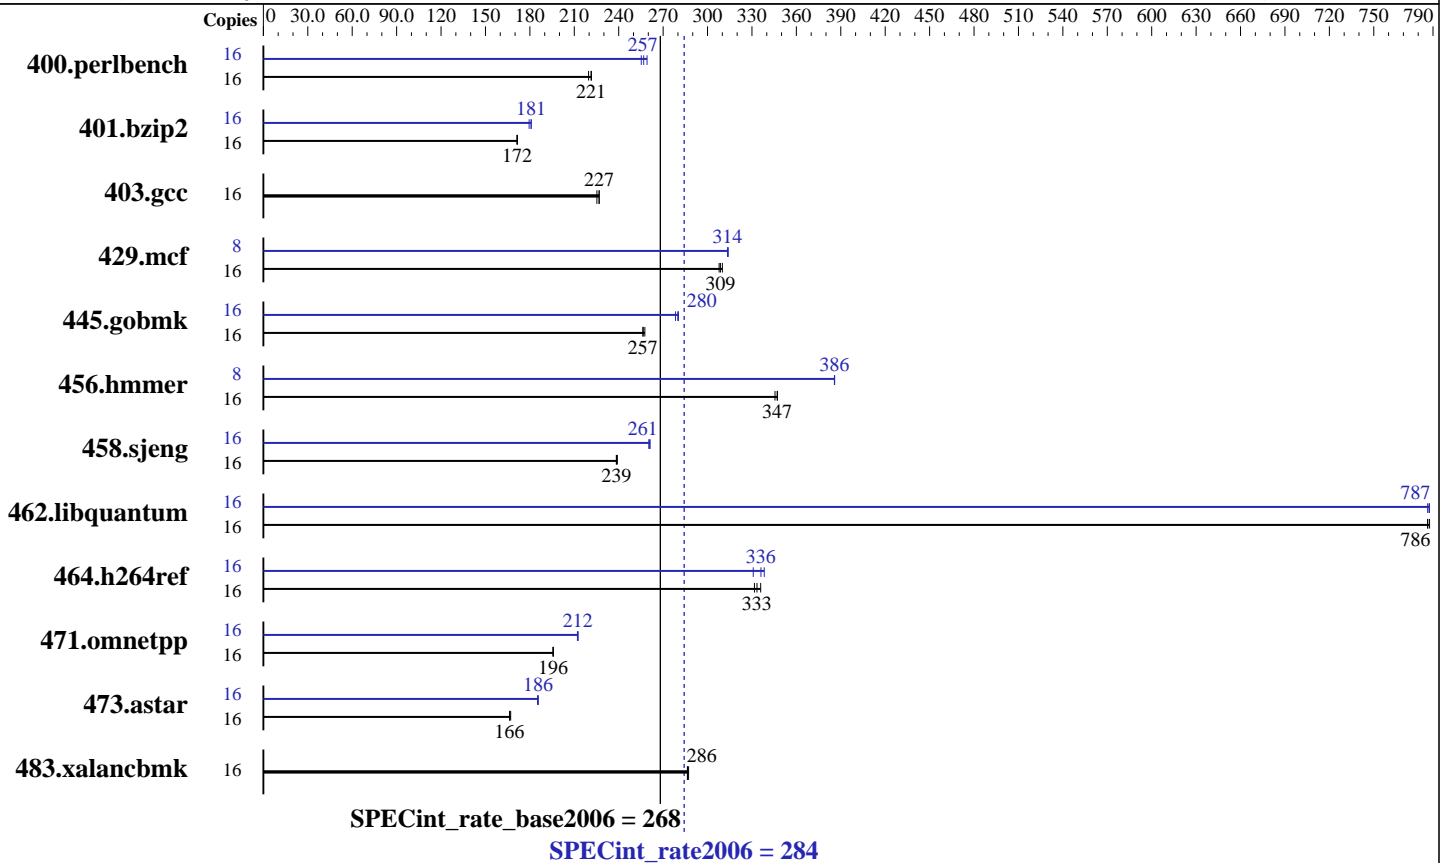 Copies 0 30.0 60.0 90.0 120 150 180 210 240 270 300 330 360 390 420 450 480 510 540 570 600 630 660 690 720 750 790
400.perlbench 16 257
16 221
401.bzip2 16 181
16 172
403.gcc 16 227
429.mcf 8 314
16 309
445.gobmk 16 280
16 257
456.hmmer 8 386
16 347
458.sjeng 16 261
16 239
462.libquantum 16 787
16 786
464.h264ref 16 336
16 333
471.omnetpp 16 212
16 196
473.astar 16 186
16 166
483.xalancbmk 16 286
SPECint_rate_base2006 = 268
SPECint_rate2006 = 284